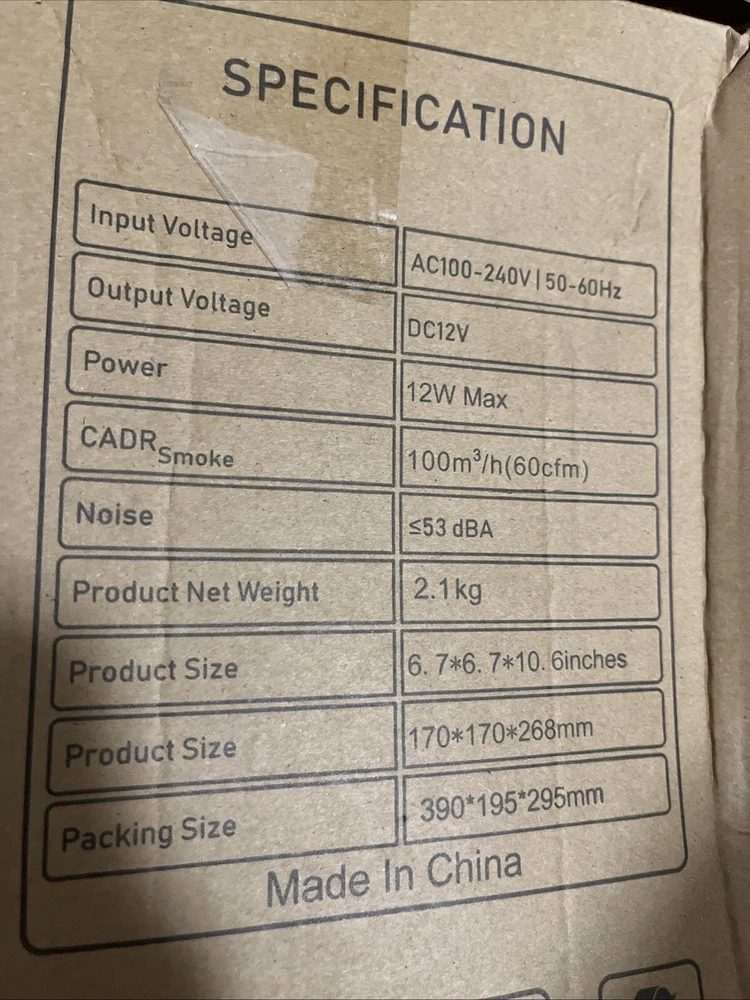 SPECIFICATION
Input Voltage AC100-240V | 50-60Hz
Output Voltage DC12V
Power 12W Max
CADRSmoke 100m³/h(60cfm)
Noise ≤53 dBA
Product Net Weight 2.1kg
Product Size 6. 7*6. 7*10. 6inches
Product Size 170*170*268mm
Packing Size 390*195*295mm
Made In China